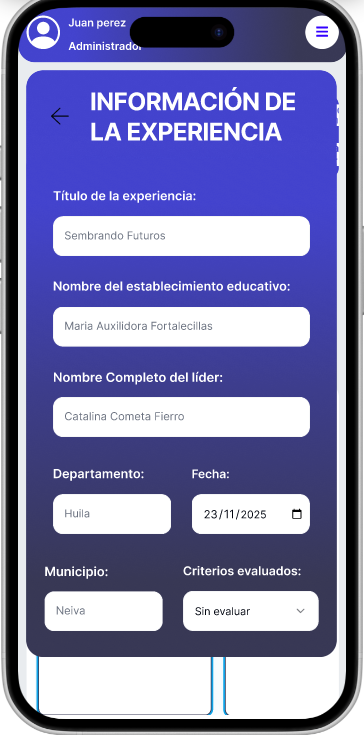 Juan perez
Administrador
INFORMACIÓN DE
LA EXPERIENCIA
Título de la experiencia:
Sembrando Futuros
Nombre del establecimiento educativo:
Maria Auxilidora Fortalecillas
Nombre Completo del líder:
Catalina Cometa Fierro
Departamento:
Fecha:
Huila
23/11/2025
Municipio:
Criterios evaluados:
Neiva
Sin evaluar